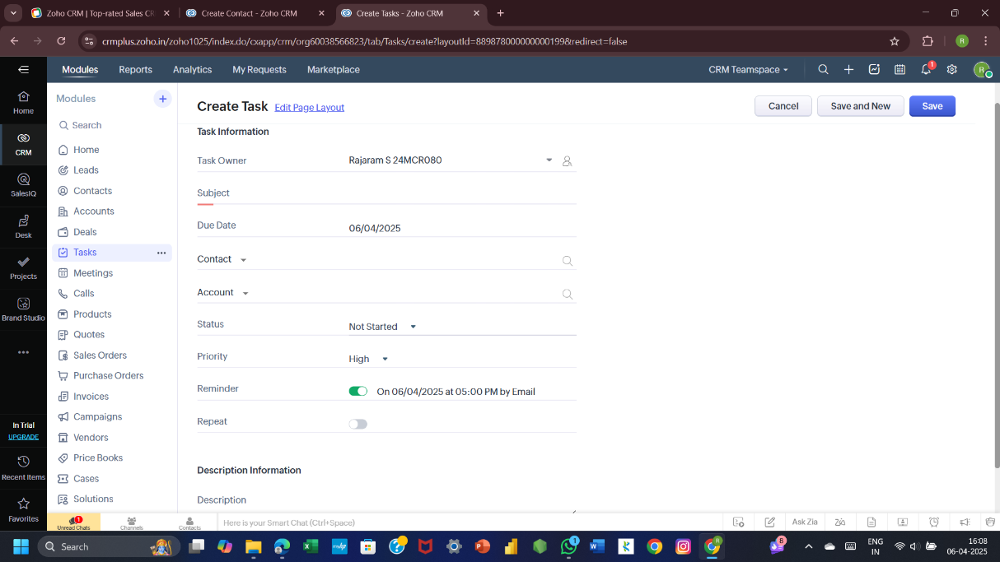 Zoho CRM | Top-rated Sales CR
Create Contact - Zoho CRM
Create Tasks - Zoho CRM
crmplus.zoho.in/zoho1025/index.do/cxapp/crm/org60038566823/tab/Tasks/create?layoutId=889878000000000199&redirect=false
R
Modules
Reports
Analytics
My Requests
Marketplace
CRM Teamspace
1
R
Home
CRM
SalesIQ
Desk
Projects
Brand Studio
In Trial
UPGRADE
Recent Items
Favorites
Modules
Search
Home
Leads
Contacts
Accounts
Deals
Tasks
Meetings
Calls
Products
Quotes
Sales Orders
Purchase Orders
Invoices
Campaigns
Vendors
Price Books
Cases
Solutions
Create Task Edit Page Layout
Cancel
Save and New
Save
Task Information
Task Owner Rajaram S 24MCR080
Subject
Due Date 06/04/2025
Contact
Account
Status Not Started
Priority High
Reminder On 06/04/2025 at 05:00 PM by Email
Repeat
Description Information
Description
1
Unread Chats
Channels
Contacts
Here is your Smart Chat (Ctrl+Space)
Ask Zia
Search
1
8
ENG
IN
16:08
06-04-2025